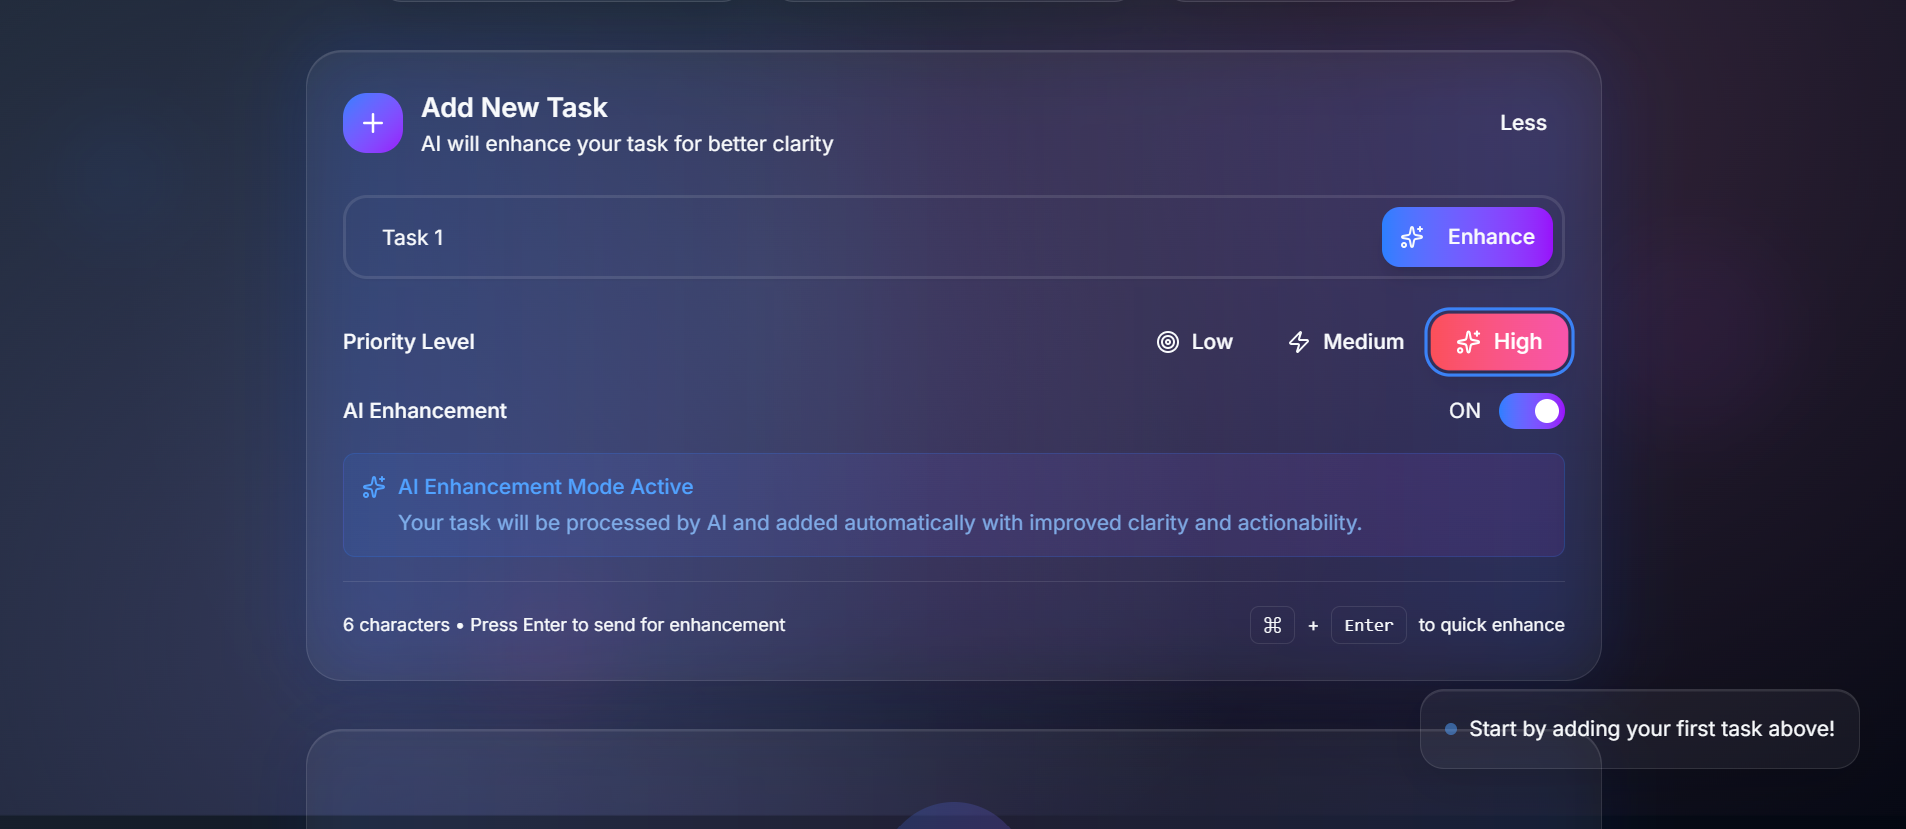 Add New Task
AI will enhance your task for better clarity
Less
Task 1
Enhance
Priority Level
Low
Medium
High
AI Enhancement
ON
AI Enhancement Mode Active
Your task will be processed by AI and added automatically with improved clarity and actionability.
6 characters • Press Enter to send for enhancement
⌘ + Enter to quick enhance
Start by adding your first task above!